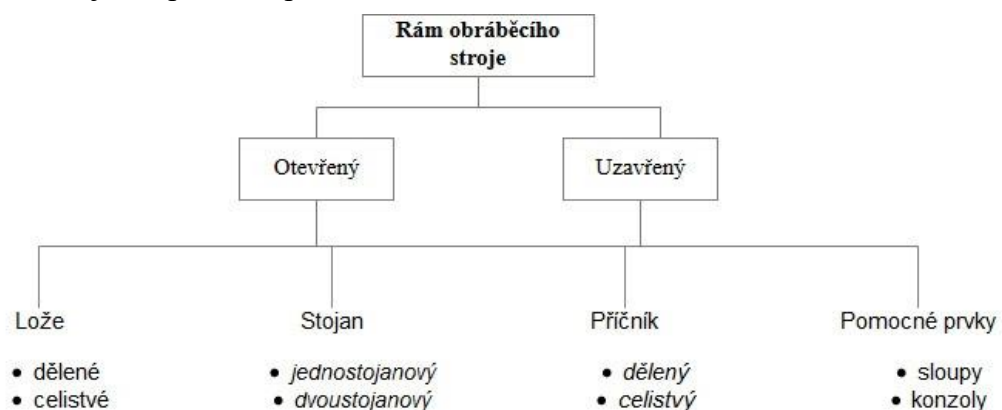 Rám obráběcího
stroje
Otevřený
Uzavřený
Lože
Stojan
Příčník
Pomocné prvky
• dělené
• jednostojanový
• dělený
• sloupy
• celistvé
• dvoustojanový
• celistvý
• konzoly